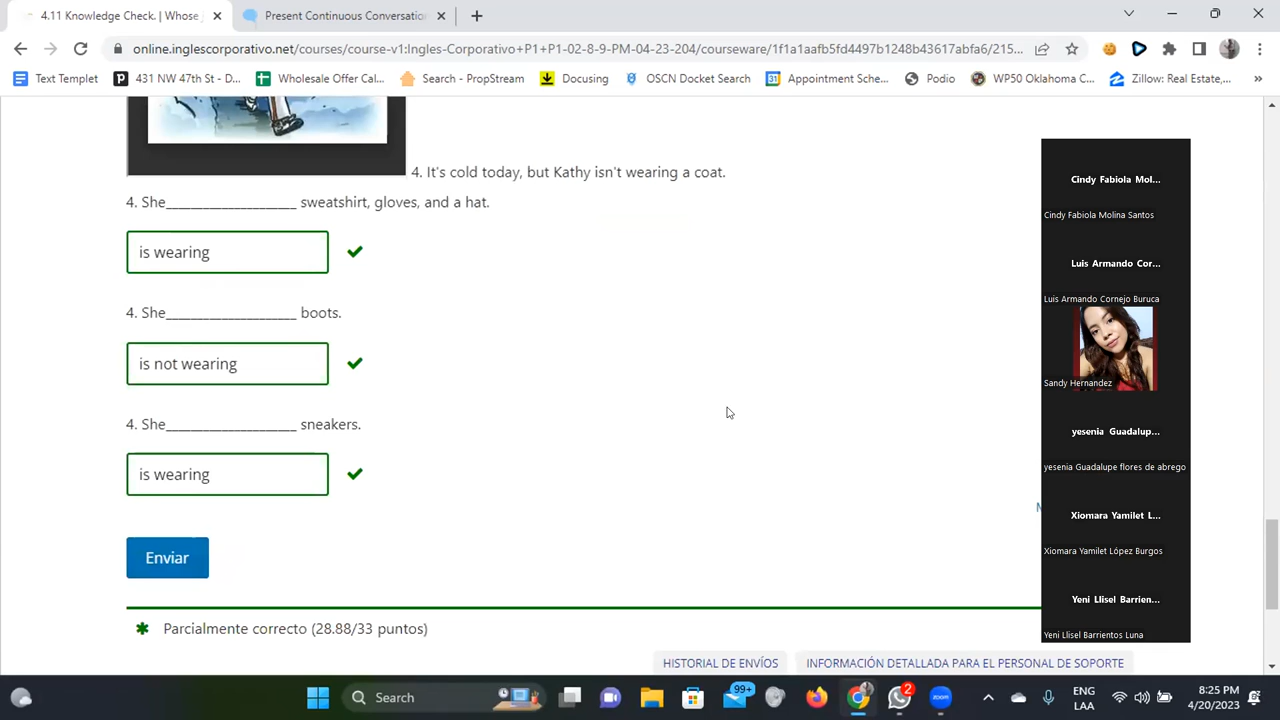 4.11 Knowledge Check. | Whose
Present Continuous Conversation
online.inglescorporativo.net/courses/course-v1:Ingles-Corporativo+P1+P1-02-8-9-PM-04-23-204/courseware/1f1a1aafb5fd4497b1248b43617abfa6/215...
Text Templet
431 NW 47th St - D...
Wholesale Offer Cal...
Search - PropStream
Docusing
OSCN Docket Search
Appointment Sche...
Podio
WP50 Oklahoma C...
Zillow: Real Estate,...
»
4. It's cold today, but Kathy isn't wearing a coat.
4. She____________________ sweatshirt, gloves, and a hat.
is wearing
4. She____________________ boots.
is not wearing
4. She____________________ sneakers.
is wearing
Enviar
Parcialmente correcto (28.88/33 puntos)
HISTORIAL DE ENVÍOS
INFORMACIÓN DETALLADA PARA EL PERSONAL DE SOPORTE
Cindy Fabiola Mol...
Cindy Fabiola Molina Santos
Luis Armando Cor...
Luis Armando Cornejo Buruca
Sandy Hernandez
yesenia Guadalup...
yesenia Guadalupe flores de abrego
Xiomara Yamilet L...
Xiomara Yamilet López Burgos
Yeni Llisel Barrien...
Yeni Llisel Barrientos Luna
Search
99+
2
ENG
LAA
8:25 PM
4/20/2023